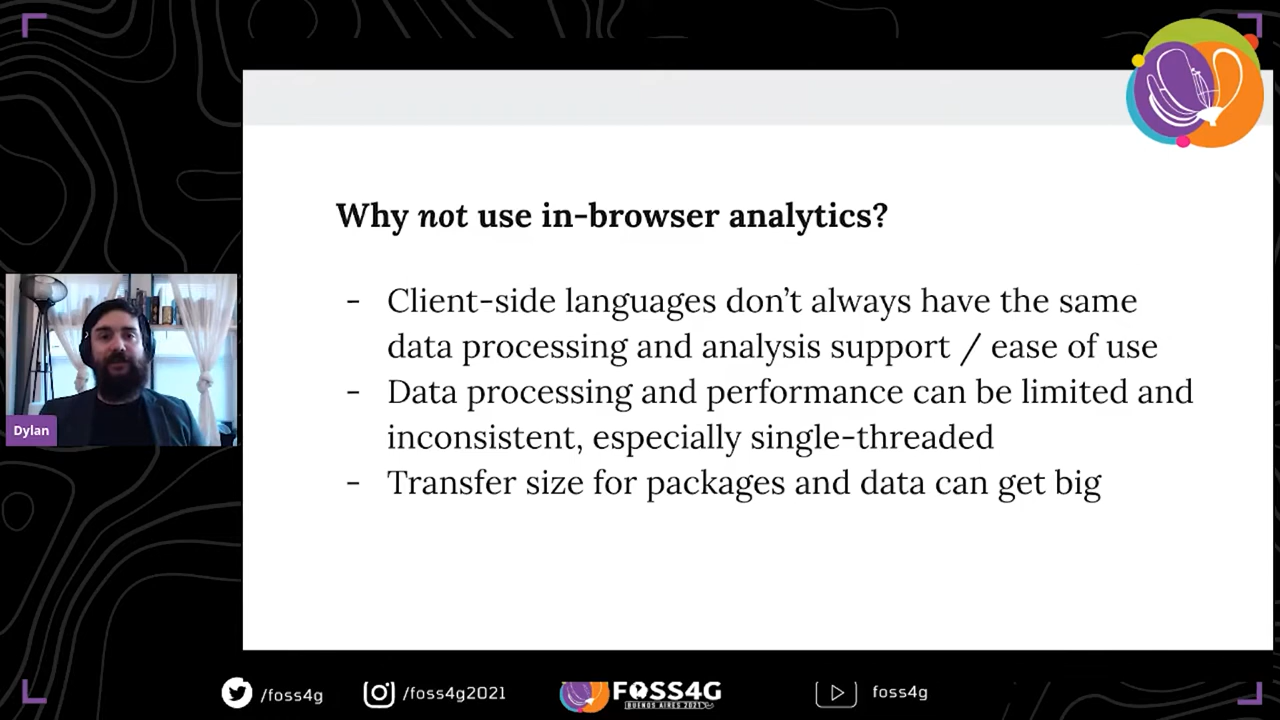 Why not use in-browser analytics?
- Client-side languages don't always have the same
data processing and analysis support / ease of use
- Data processing and performance can be limited and
inconsistent, especially single-threaded
- Transfer size for packages and data can get big
Dylan
/foss4g
/foss4g2021
FOSS4G
BUENOS AIRES 2021
foss4g